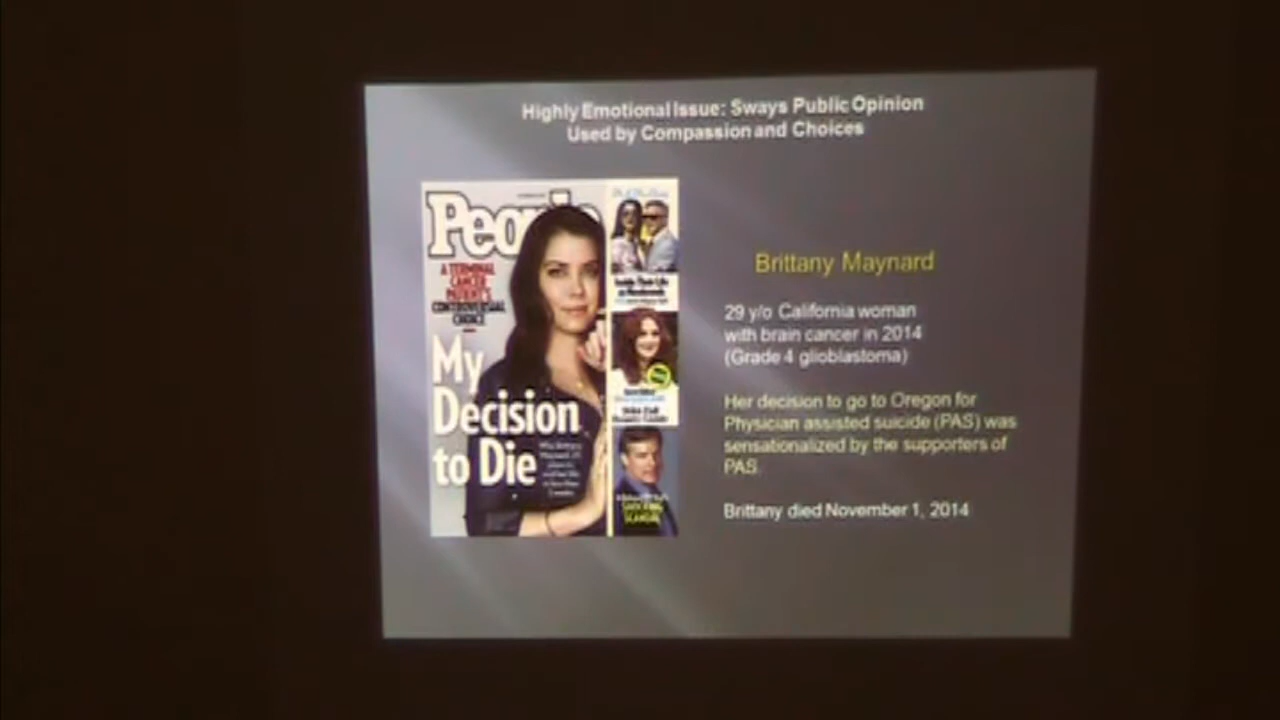 Highly Emotional Issue: Sways Public Opinion
Used by Compassion and Choices
People
A TERMINAL
CANCER
PATIENT'S
CONTROVERSIAL
CHOICE
My
Decision
to Die
Brittany Maynard
29 y/o California woman
with brain cancer in 2014
(Grade 4 glioblastoma)
Her decision to go to Oregon for
Physician assisted suicide (PAS) was
sensationalized by the supporters of
PAS.
Brittany died November 1, 2014